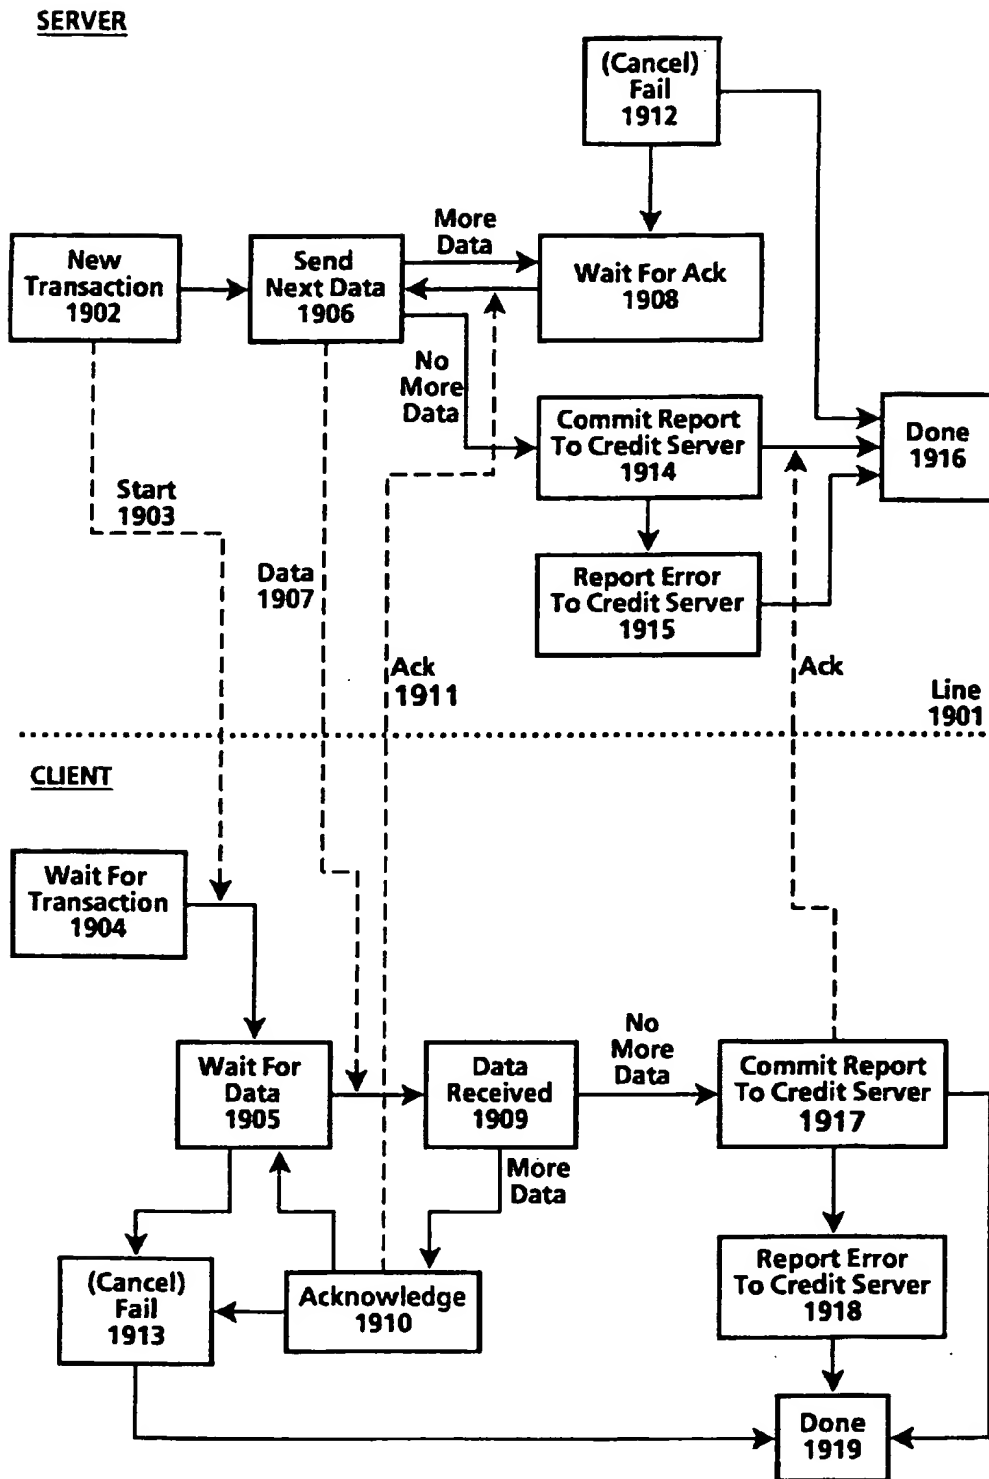 SERVER
(Cancel)
Fail
1912
More
Data
New
Transaction
1902
Send
Next Data
1906
Wait For Ack
1908
No
More
Data
Commit Report
To Credit Server
1914
Done
1916
Start
1903
Data
1907
Report Error
To Credit Server
1915
Ack
1911
Ack
Line
1901
CLIENT
Wait For
Transaction
1904
No
More
Data
Wait For
Data
1905
Data
Received
1909
Commit Report
To Credit Server
1917
More
Data
(Cancel)
Fail
1913
Acknowledge
1910
Report Error
To Credit Server
1918
Done
1919